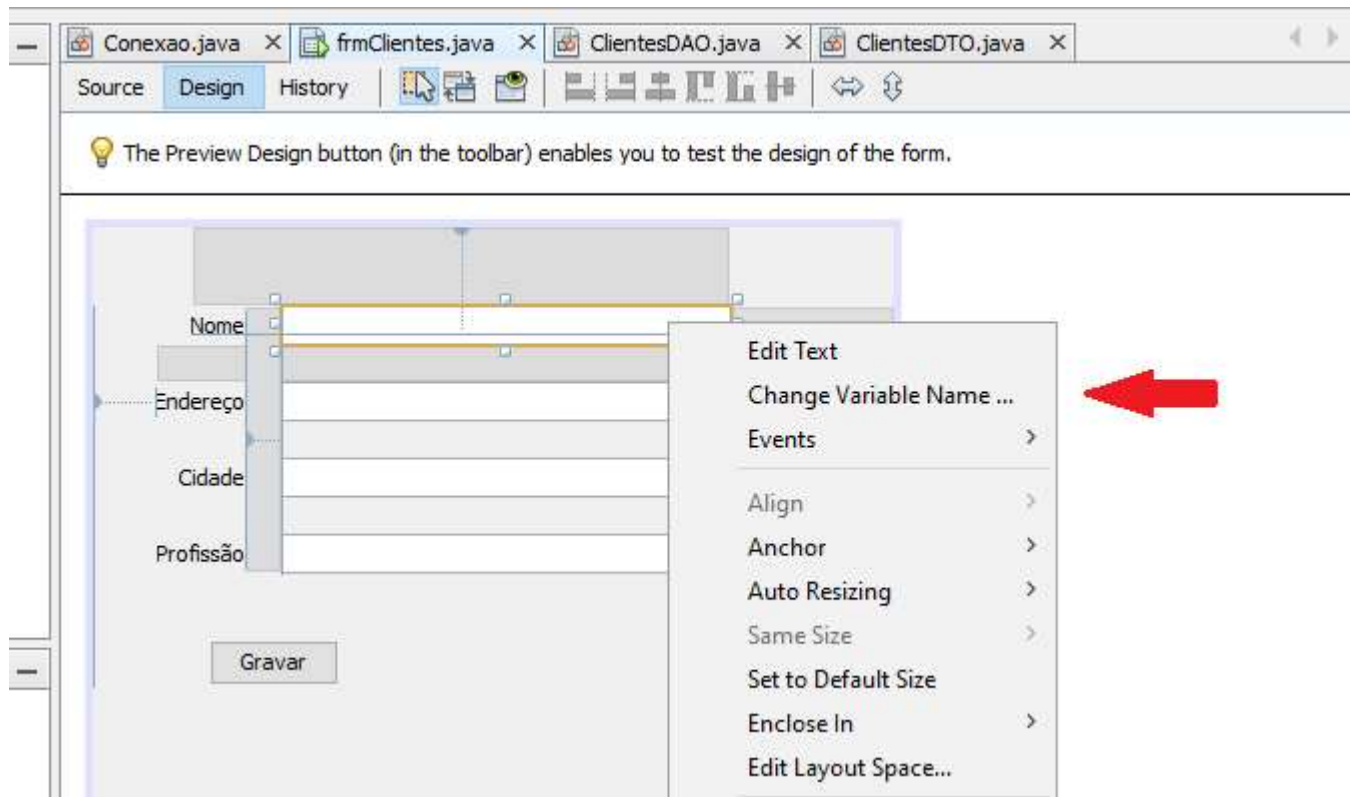 Conexao.java frmClientes.java ClientesDAO.java ClientesDTO.java
Source Design History
The Preview Design button (in the toolbar) enables you to test the design of the form.
Nome
Endereço
Cidade
Profissão
Gravar
Edit Text
Change Variable Name ...
Events
Align
Anchor
Auto Resizing
Same Size
Set to Default Size
Enclose In
Edit Layout Space...